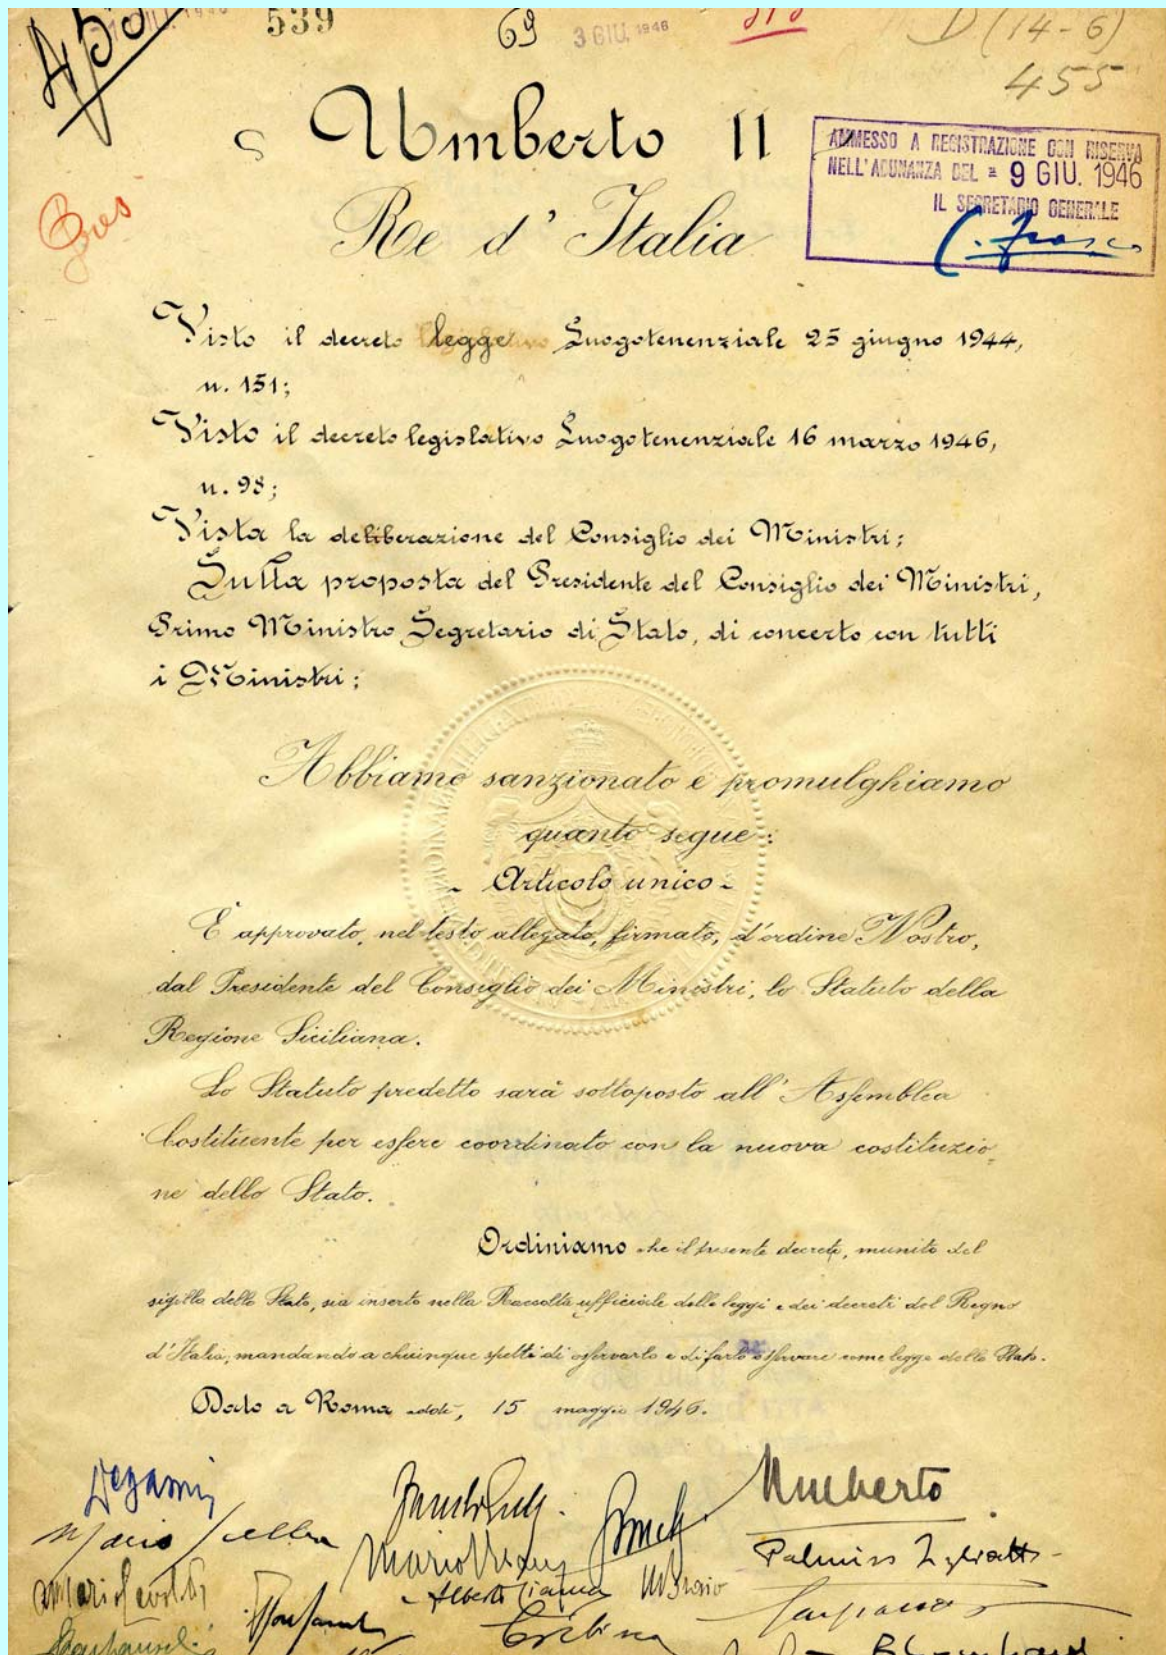 455
539
69
3 GIU. 1946
D (14-6)
455
Umberto II
Re d'Italia
AMMESSO A REGISTRAZIONE CON RISERVA
NELL'ADUNANZA DEL = 9 GIU. 1946
IL SEGRETARIO GENERALE
Visto il decreto legge Luogotenenziale 25 giugno 1944,
n. 151;
Visto il decreto legislativo Luogotenenziale 16 marzo 1946,
n. 98;
Vista la deliberazione del Consiglio dei Ministri;
Sulla proposta del Presidente del Consiglio dei Ministri,
Primo Ministro Segretario di Stato, di concerto con tutti
i Ministri;
Abbiamo sanzionato e promulghiamo
quanto segue:
- Articolo unico -
È approvato, nel testo allegato, firmato, d'ordine Nostro,
dal Presidente del Consiglio dei Ministri, lo Statuto della
Regione Siciliana.
Lo Statuto predetto sarà sottoposto all'Assemblea
Costituente per essere coordinato con la nuova costituzio-
ne dello Stato.
Ordiniamo che il presente decreto, munito del
sigillo dello Stato, sia inserto nella Raccolta ufficiale delle leggi e dei decreti del Regno
d'Italia, mandando a chiunque spetti di osservarlo e di farlo osservare come legge dello Stato.
Dato a Roma addì, 15 maggio 1946.
Umberto
Degasperi
Mario Scelba
Palmiro Togliatti